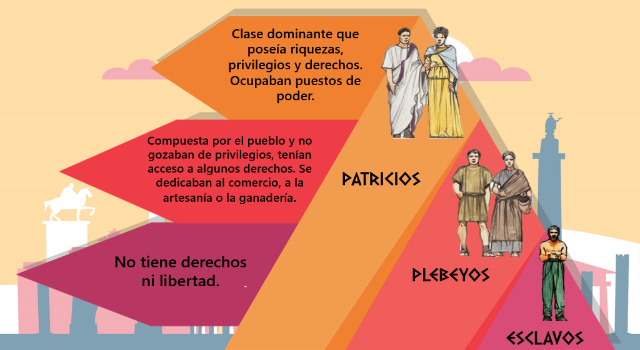 Clase dominante que
poseía riquezas,
privilegios y derechos.
Ocupaban puestos de
poder.
PATRICIOS
Compuesta por el pueblo y no
gozaban de privilegios, tenían
acceso a algunos derechos. Se
dedicaban al comercio, a la
artesanía o la ganadería.
PLEBEYOS
No tiene derechos
ni libertad.
ESCLAVOS